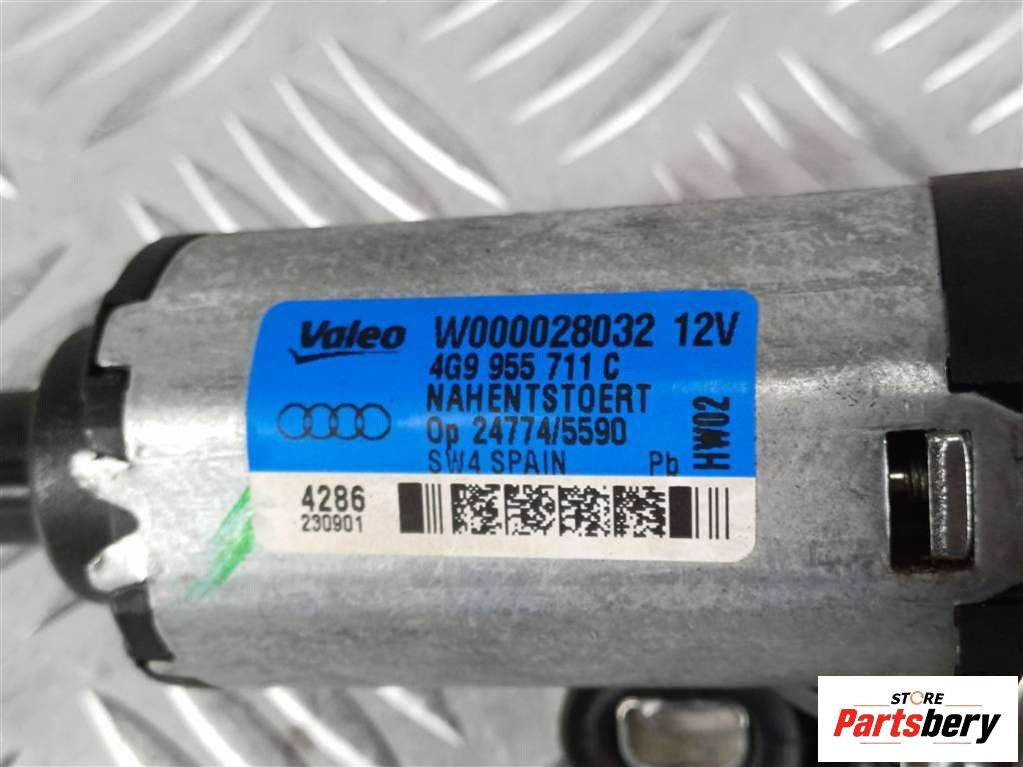 Valeo W000028032 12V
4G9 955 711 C
NAHENTSTOERT
Op 24774/5590
SW4 SPAIN Pb
HW02
4286
230901
STORE
Partsbery